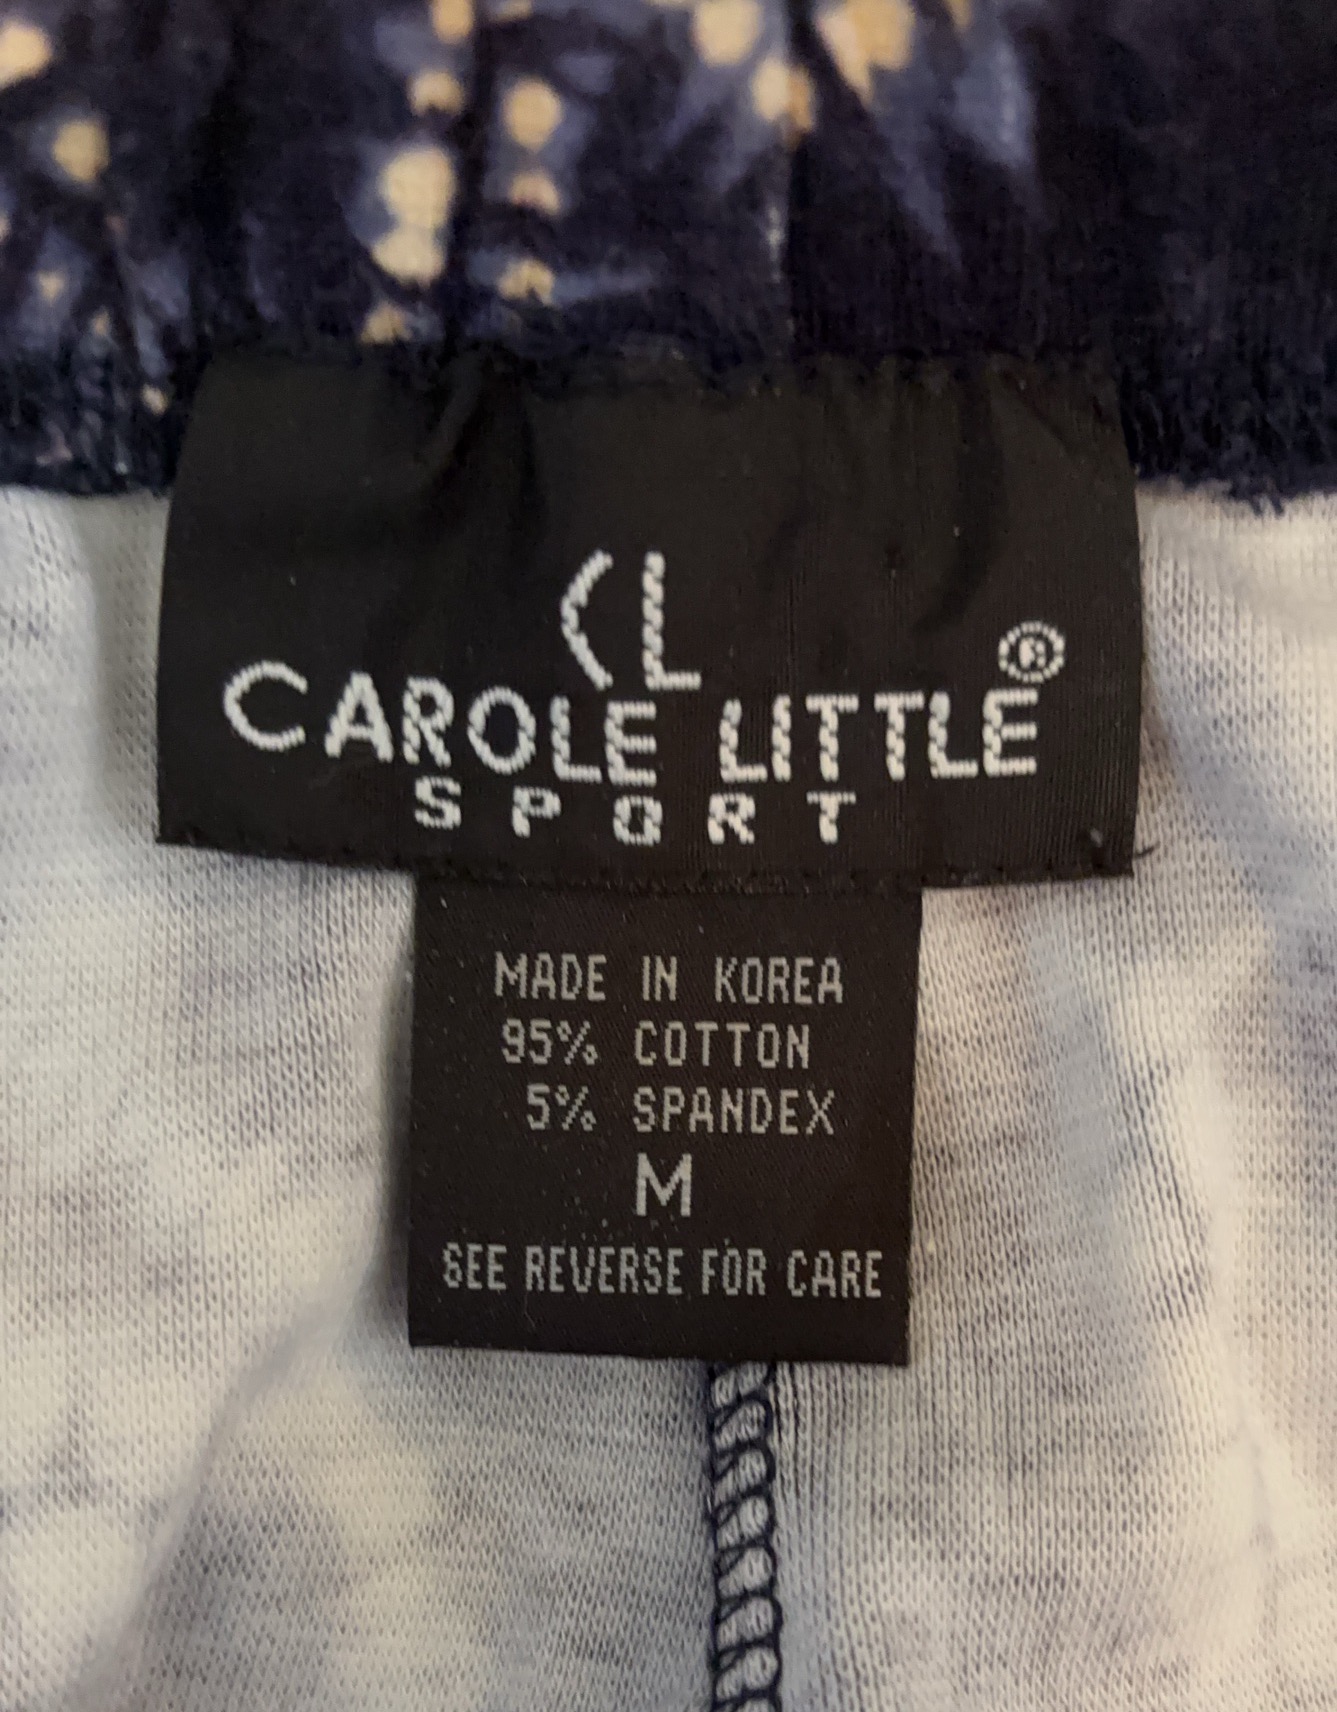 CL
CAROLE LITTLE®
SPORT
MADE IN KOREA
95% COTTON
5% SPANDEX
M
SEE REVERSE FOR CARE